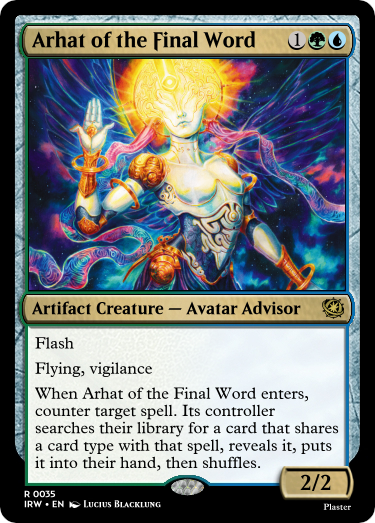 Arhat of the Final Word 1
Artifact Creature — Avatar Advisor
Flash
Flying, vigilance
When Arhat of the Final Word enters,
counter target spell. Its controller
searches their library for a card that shares
a card type with that spell, reveals it, puts
it into their hand, then shuffles.
2/2
R 0035
IRW • EN Lucius Blacklung
Plaster